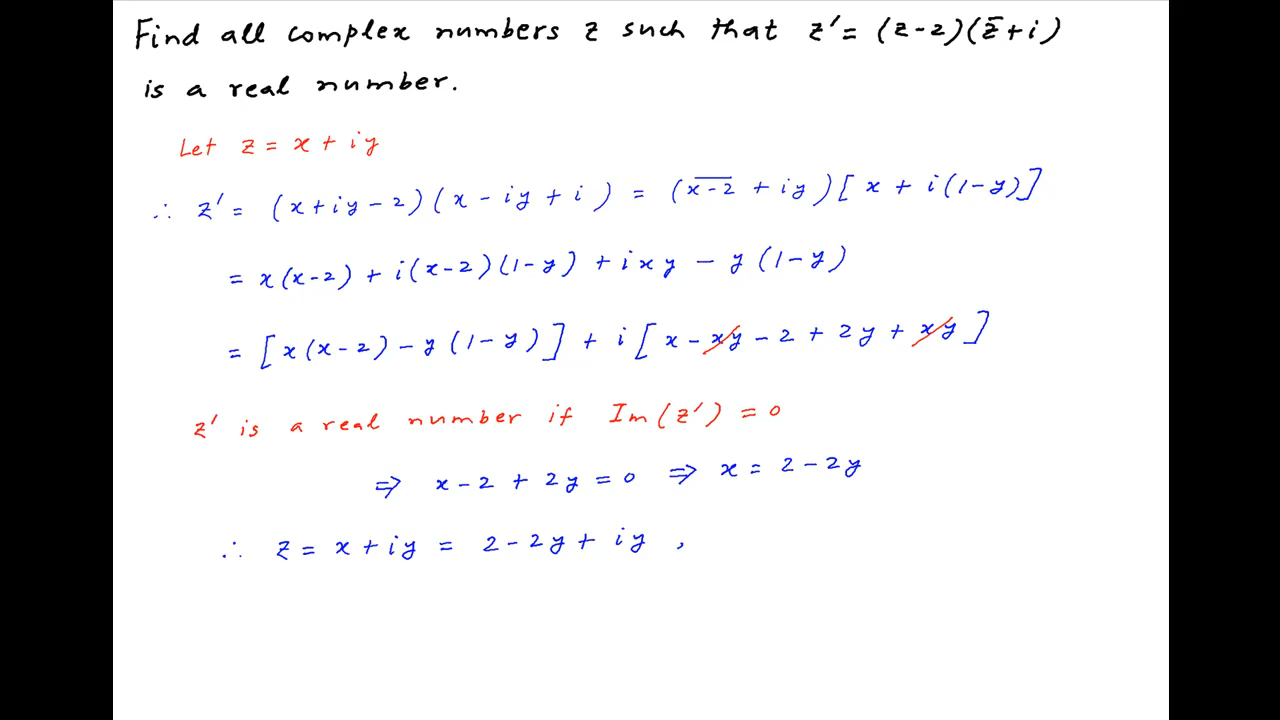 Find all complex numbers z such that z' = (z-2)(z̅+i)
is a real number.
Let z = x + iy
∴ z' = (x+iy-2)(x-iy+i) = (x̅-̅2̅ + iy)[x + i(1-y)]
= x(x-2) + i(x-2)(1-y) + ixy - y(1-y)
= [x(x-2) - y(1-y)] + i[x - xy - 2 + 2y + xy]
z' is a real number if Im(z') = 0
⇒ x - 2 + 2y = 0 ⇒ x = 2 - 2y
∴ z = x + iy = 2 - 2y + iy ,